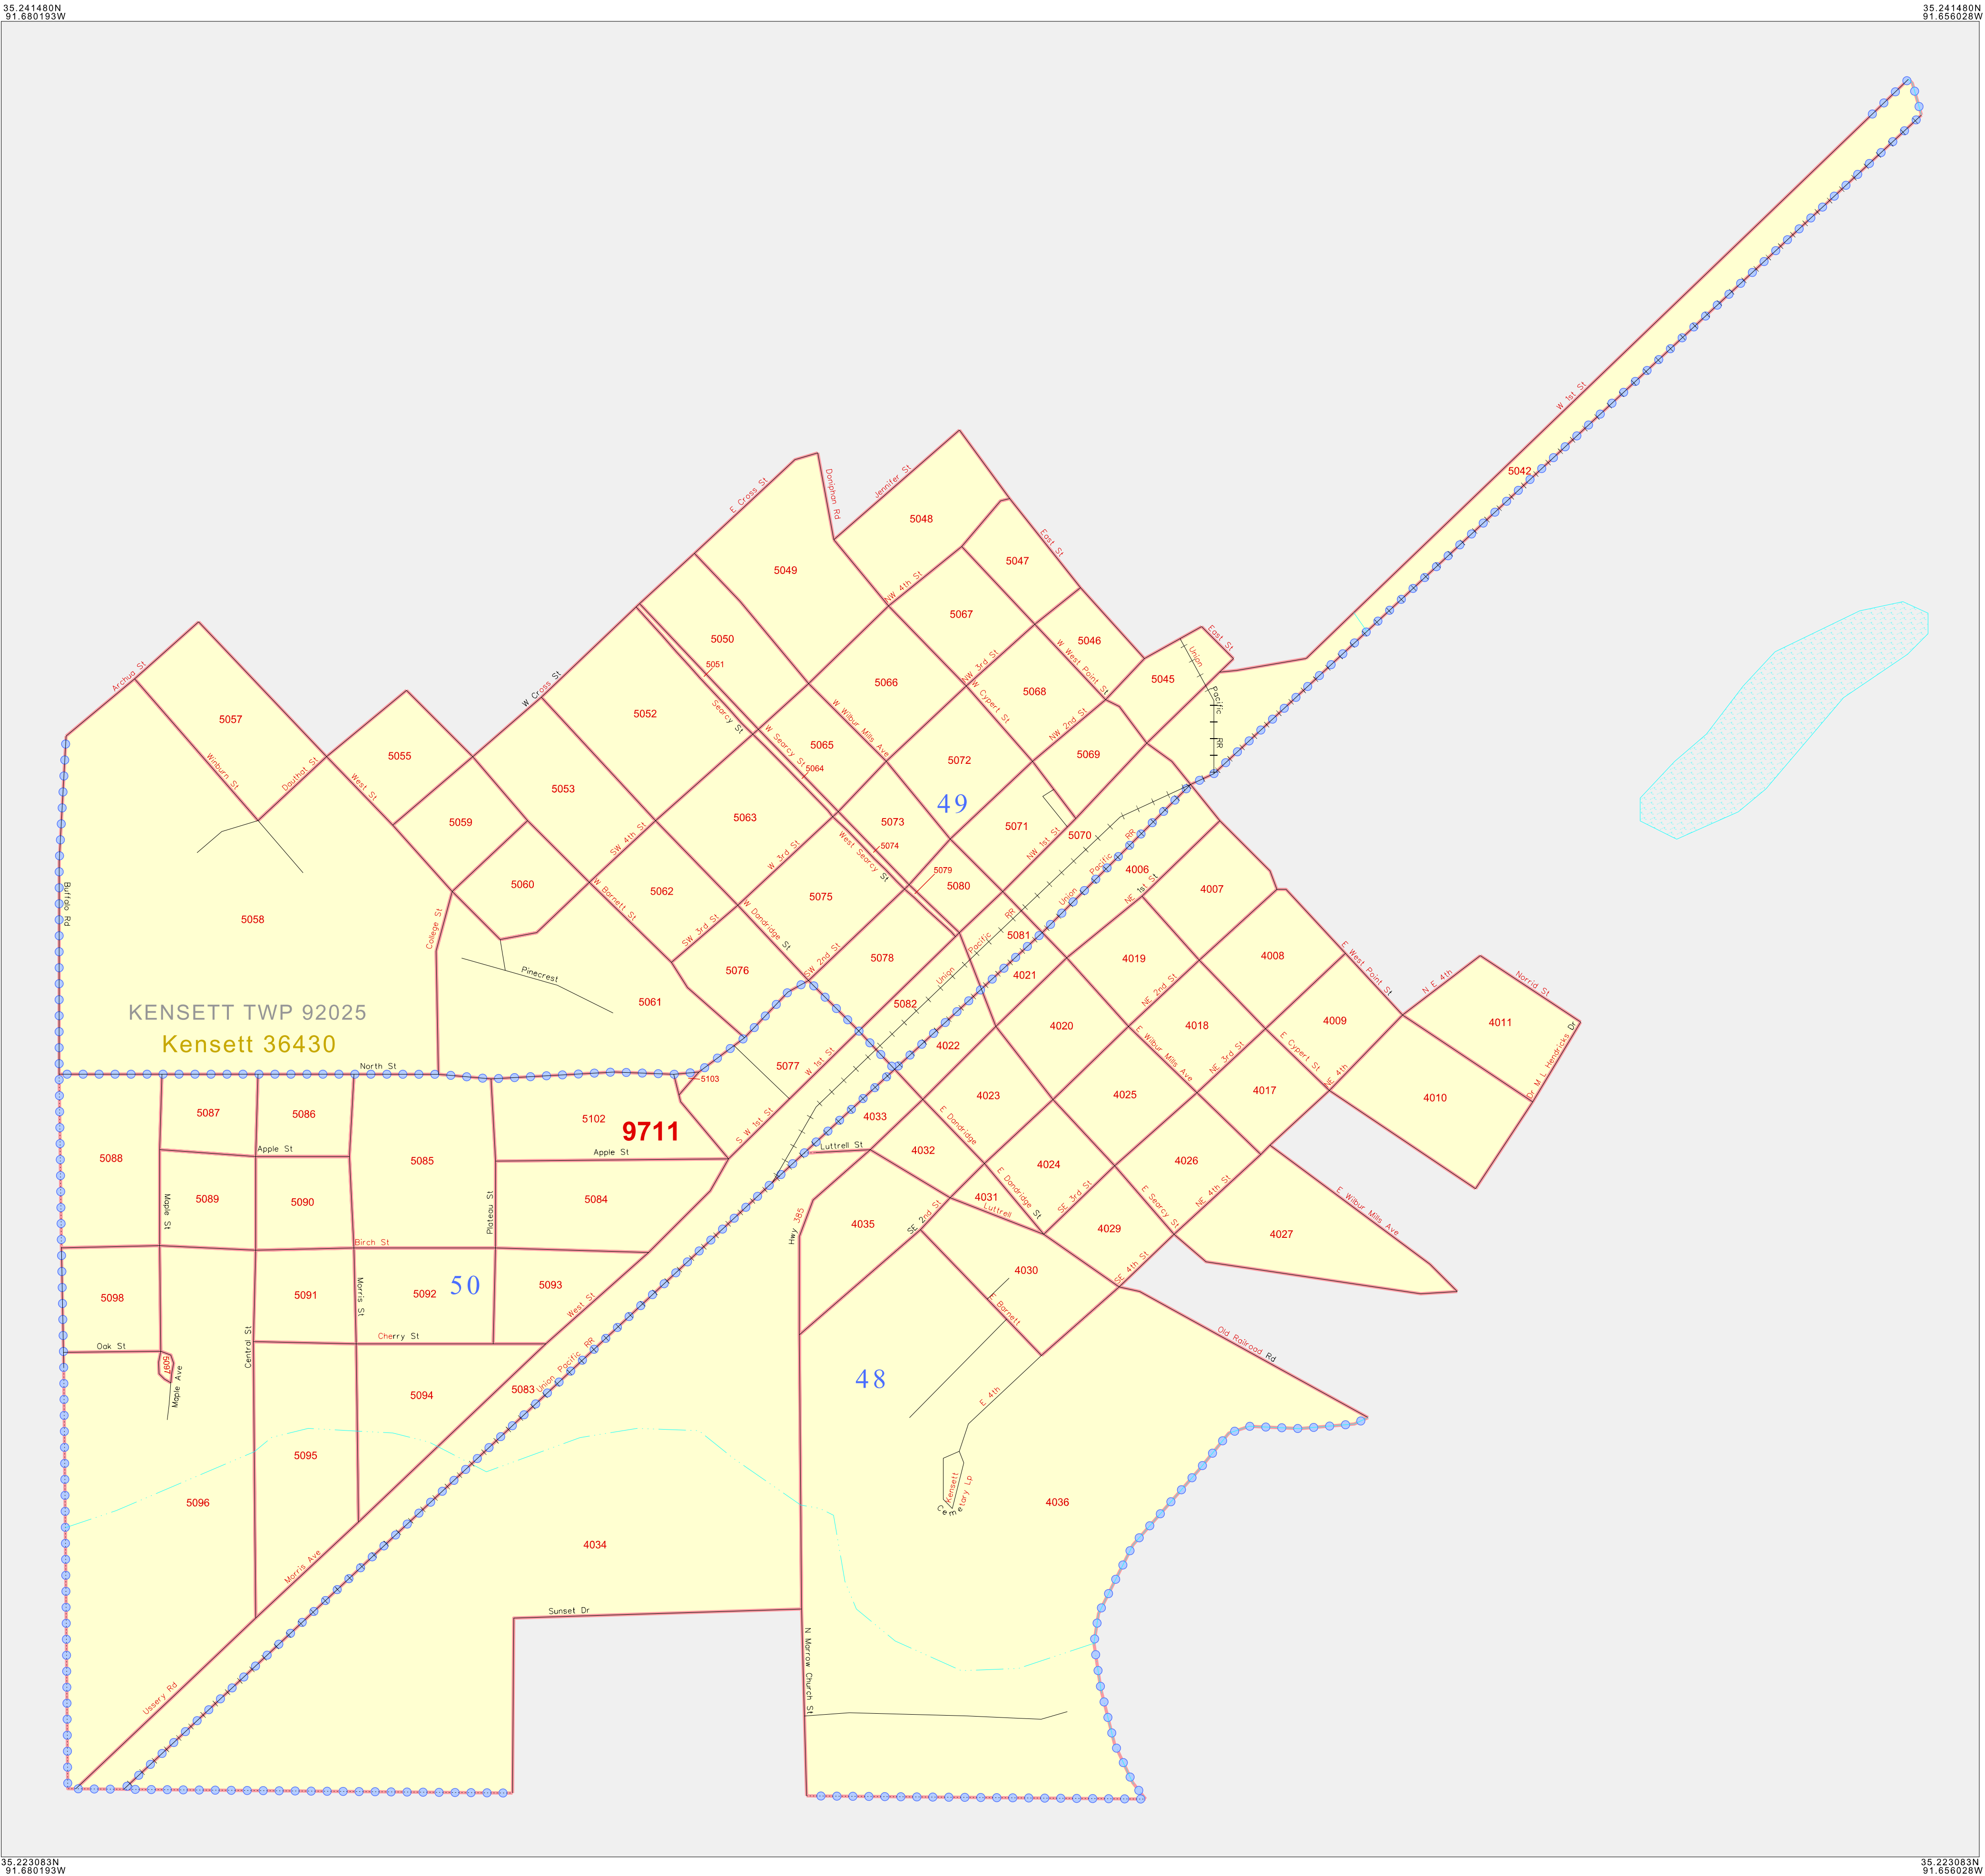 35.241480N
91.680193W
35.241480N
91.656028W
W 1st St
5042
E Cross St
Doniphan Rd
Jennifer St
5048
East St
5047
5049
NW 4th St
5067
5050
5046
East St
Union
5051
5045
Archua St
W Cross St
5052
Searcy St
5066
NW 3rd St
W West Point St
5068
W Cypert St
Pacific
RR
5057
W Searcy St
5065
W Wilbur Mills Ave
NW 2nd St
5069
5055
Winburn St
Dauthat St
West St
5064
5072
5053
49
5059
5063
5073
5071
5070
SW 4th St
West Searcy St
5074
NW 1st St
Union Pacific RR
W 3rd St
5079
4006
5060
W Barnett St
5062
5075
5080
NE 1st St
4007
Buffalo Rd
5058
College St
SW 3rd St
W Dandridge St
5081
Union Pacific RR
E West Point St
5078
4019
4008
Pinecrest
5076
SW 2nd St
4021
N E 4th
Norrid St
5061
5082
NE 2nd St
KENSETT TWP 92025
4020
4018
4009
4011
Kensett 36430
4022
E Wilbur Mills Ave
E Cypert St
Dr M L Hendricks Dr
North St
5077
W 1st St
NE 3rd St
NE 4th
5103
4023
4025
4017
4010
5087
5086
5102
9711
S W 1st St
4033
E Dandridge
Apple St
Apple St
Luttrell St
5088
5085
4032
4024
4026
5089
5090
5084
4031
E Dandridge St
SE 3rd St
E Searcy St
NE 4th St
Maple St
Plateau St
Luttrell
E Wilbur Mills Ave
Hwy 385
4035
SE 2nd St
4029
4027
Birch St
5098
5091
Morris St
5092
50
5093
4030
SE 4th St
West St
E Barnett
Oak St
Central St
Cherry St
Union Pacific RR
Old Railroad Rd
5097
Maple Ave
5094
5083
48
E 4th
5095
Kensett
Cemetary Lp
5096
4036
4034
Morris Ave
Sunset Dr
N Marrow Church St
Ussery Rd
35.223083N
91.680193W
35.223083N
91.656028W